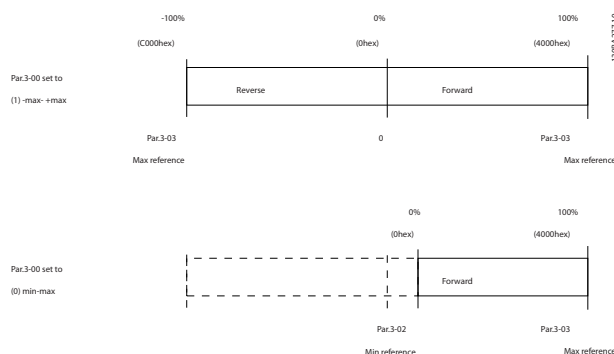 -100% 0% 100%
(C000hex) (0hex) (4000hex)
Par.3-00 set to
(1) -max- +max
Reverse Forward
Par.3-03 0 Par.3-03
Max reference Max reference
0% 100%
(0hex) (4000hex)
Par.3-00 set to
(0) min-max
Forward
Par.3-02 Par.3-03
Min reference Max reference